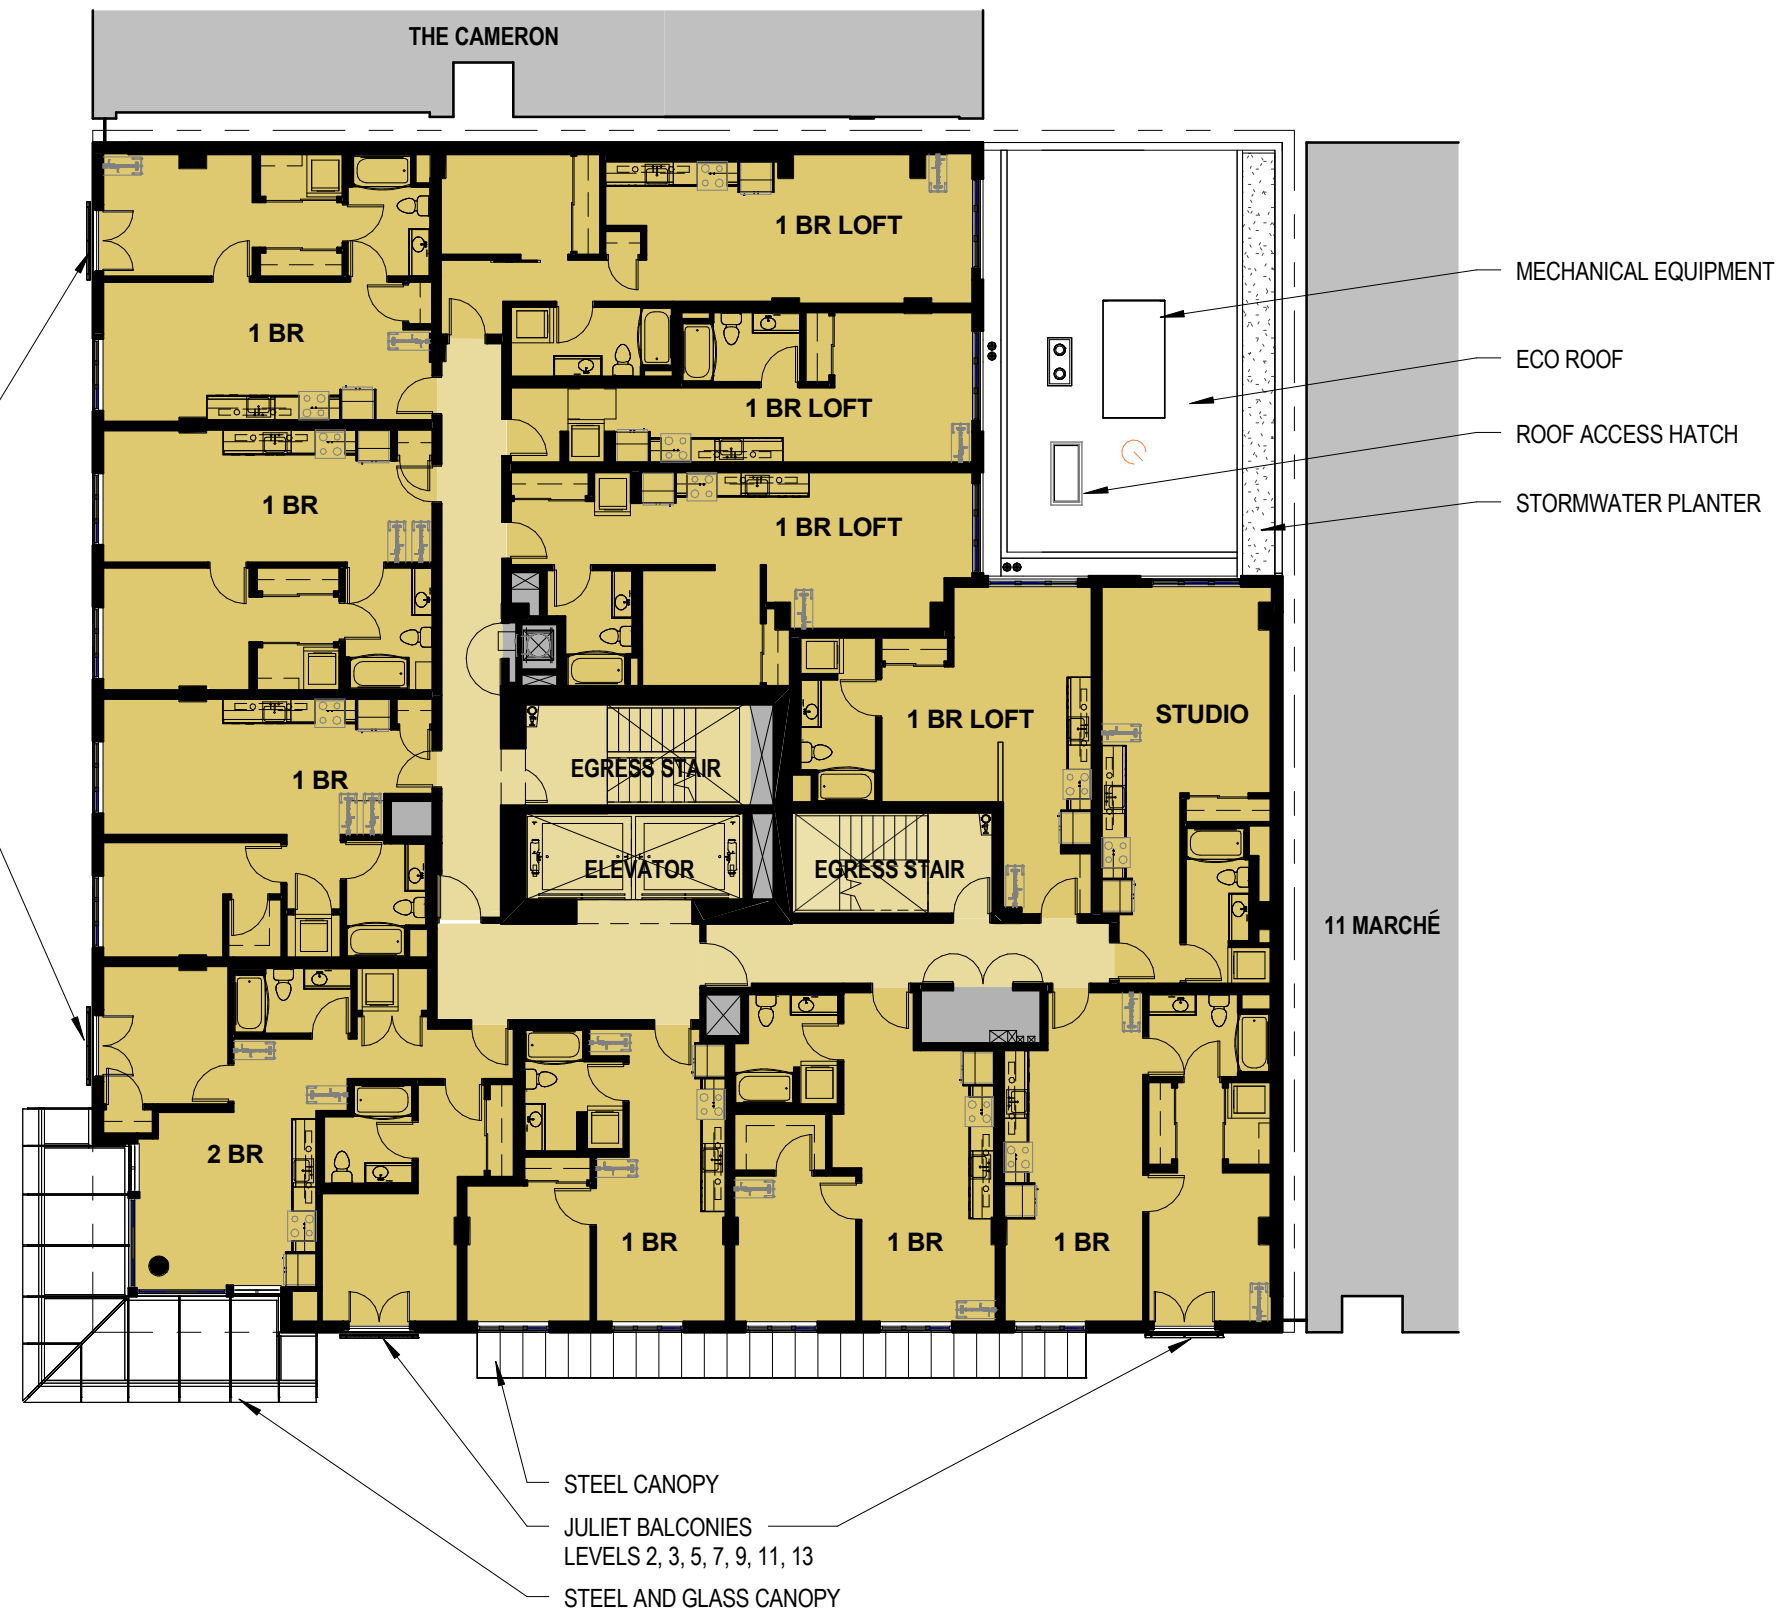 THE CAMERON
1 BR LOFT
MECHANICAL EQUIPMENT
1 BR
ECO ROOF
1 BR LOFT
ROOF ACCESS HATCH
1 BR
STORMWATER PLANTER
1 BR LOFT
1 BR LOFT
STUDIO
EGRESS STAIR
1 BR
ELEVATOR
EGRESS STAIR
11 MARCHÉ
2 BR
1 BR
1 BR
1 BR
STEEL CANOPY
JULIET BALCONIES
LEVELS 2, 3, 5, 7, 9, 11, 13
STEEL AND GLASS CANOPY